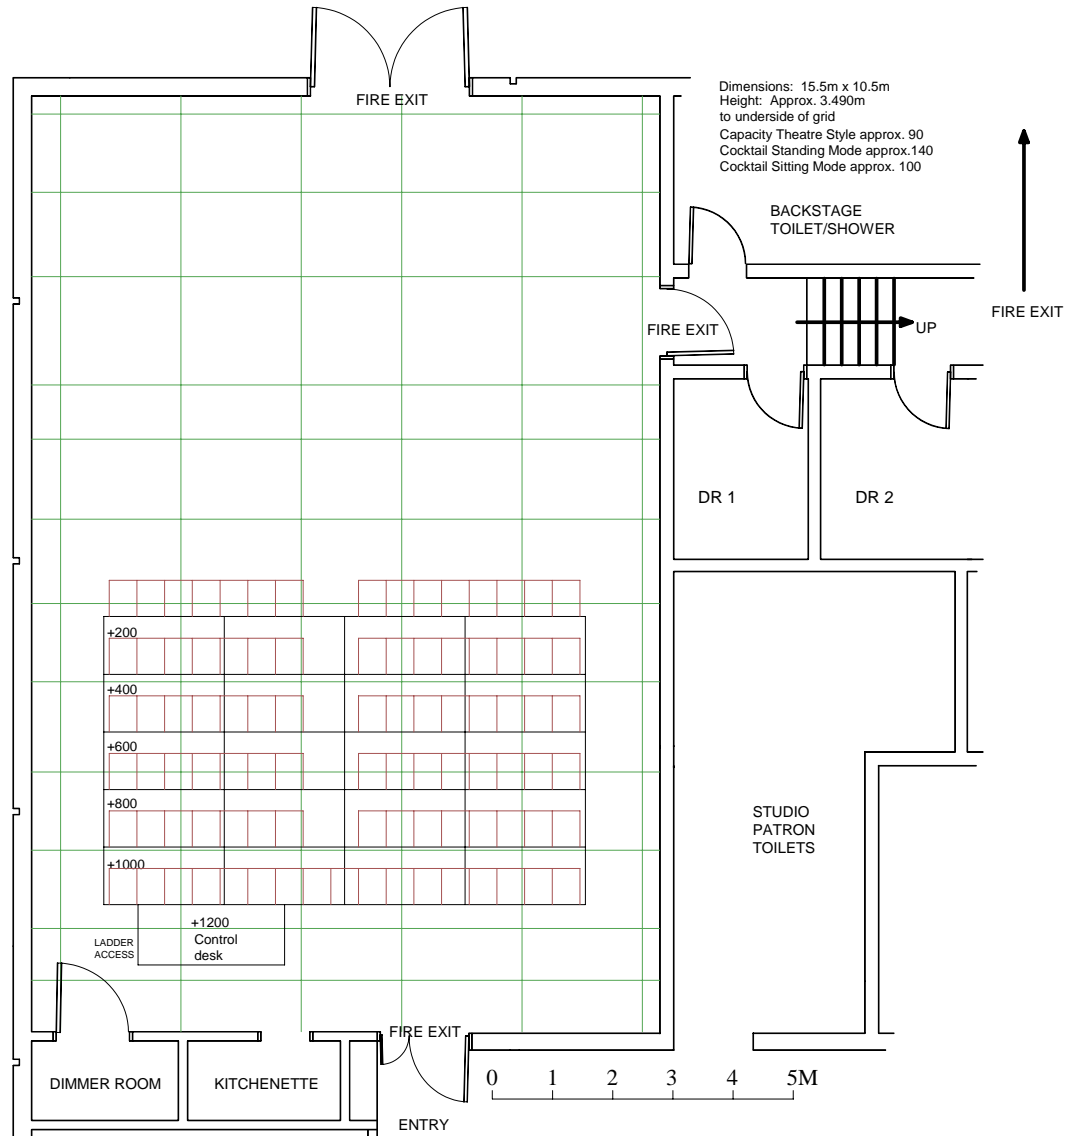 FIRE EXIT
Dimensions:  15.5m x 10.5m
Height:  Approx. 3.490m
to underside of grid
Capacity Theatre Style approx. 90
Cocktail Standing Mode approx.140
Cocktail Sitting Mode approx. 100
BACKSTAGE
TOILET/SHOWER
FIRE EXIT
FIRE EXIT
UP
DR 1
DR 2
+200
+400
+600
+800
+1000
+1200
Control
desk
LADDER
ACCESS
STUDIO
PATRON
TOILETS
FIRE EXIT
DIMMER ROOM
KITCHENETTE
ENTRY
0 1 2 3 4 5M